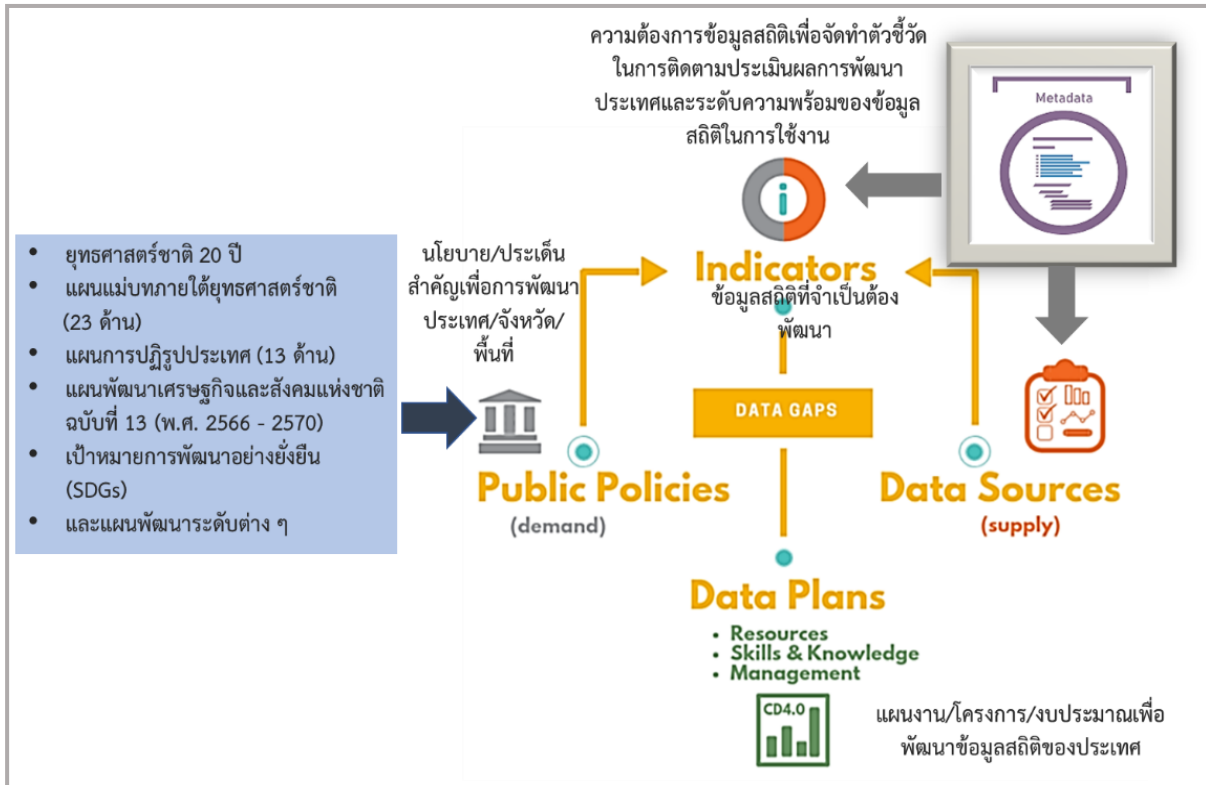 ความต้องการข้อมูลสถิติเพื่อจัดทำตัวชี้วัด
ในการติดตามประเมินผลการพัฒนา
ประเทศและระดับความพร้อมของข้อมูล
สถิติในการใช้งาน
Metadata
• ยุทธศาสตร์ชาติ 20 ปี
• แผนแม่บทภายใต้ยุทธศาสตร์ชาติ
(23 ด้าน)
• แผนการปฏิรูปประเทศ (13 ด้าน)
• แผนพัฒนาเศรษฐกิจและสังคมแห่งชาติ
ฉบับที่ 13 (พ.ศ. 2566 - 2570)
• เป้าหมายการพัฒนาอย่างยั่งยืน
(SDGs)
• และแผนพัฒนาระดับต่าง ๆ
นโยบาย/ประเด็น
สำคัญเพื่อการพัฒนา
ประเทศ/จังหวัด/
พื้นที่
i
Indicators
ข้อมูลสถิติที่จำเป็นต้อง
พัฒนา
DATA GAPS
Public Policies
(demand)
Data Sources
(supply)
Data Plans
• Resources
• Skills & Knowledge
• Management
CD4.0
แผนงาน/โครงการ/งบประมาณเพื่อ
พัฒนาข้อมูลสถิติของประเทศ